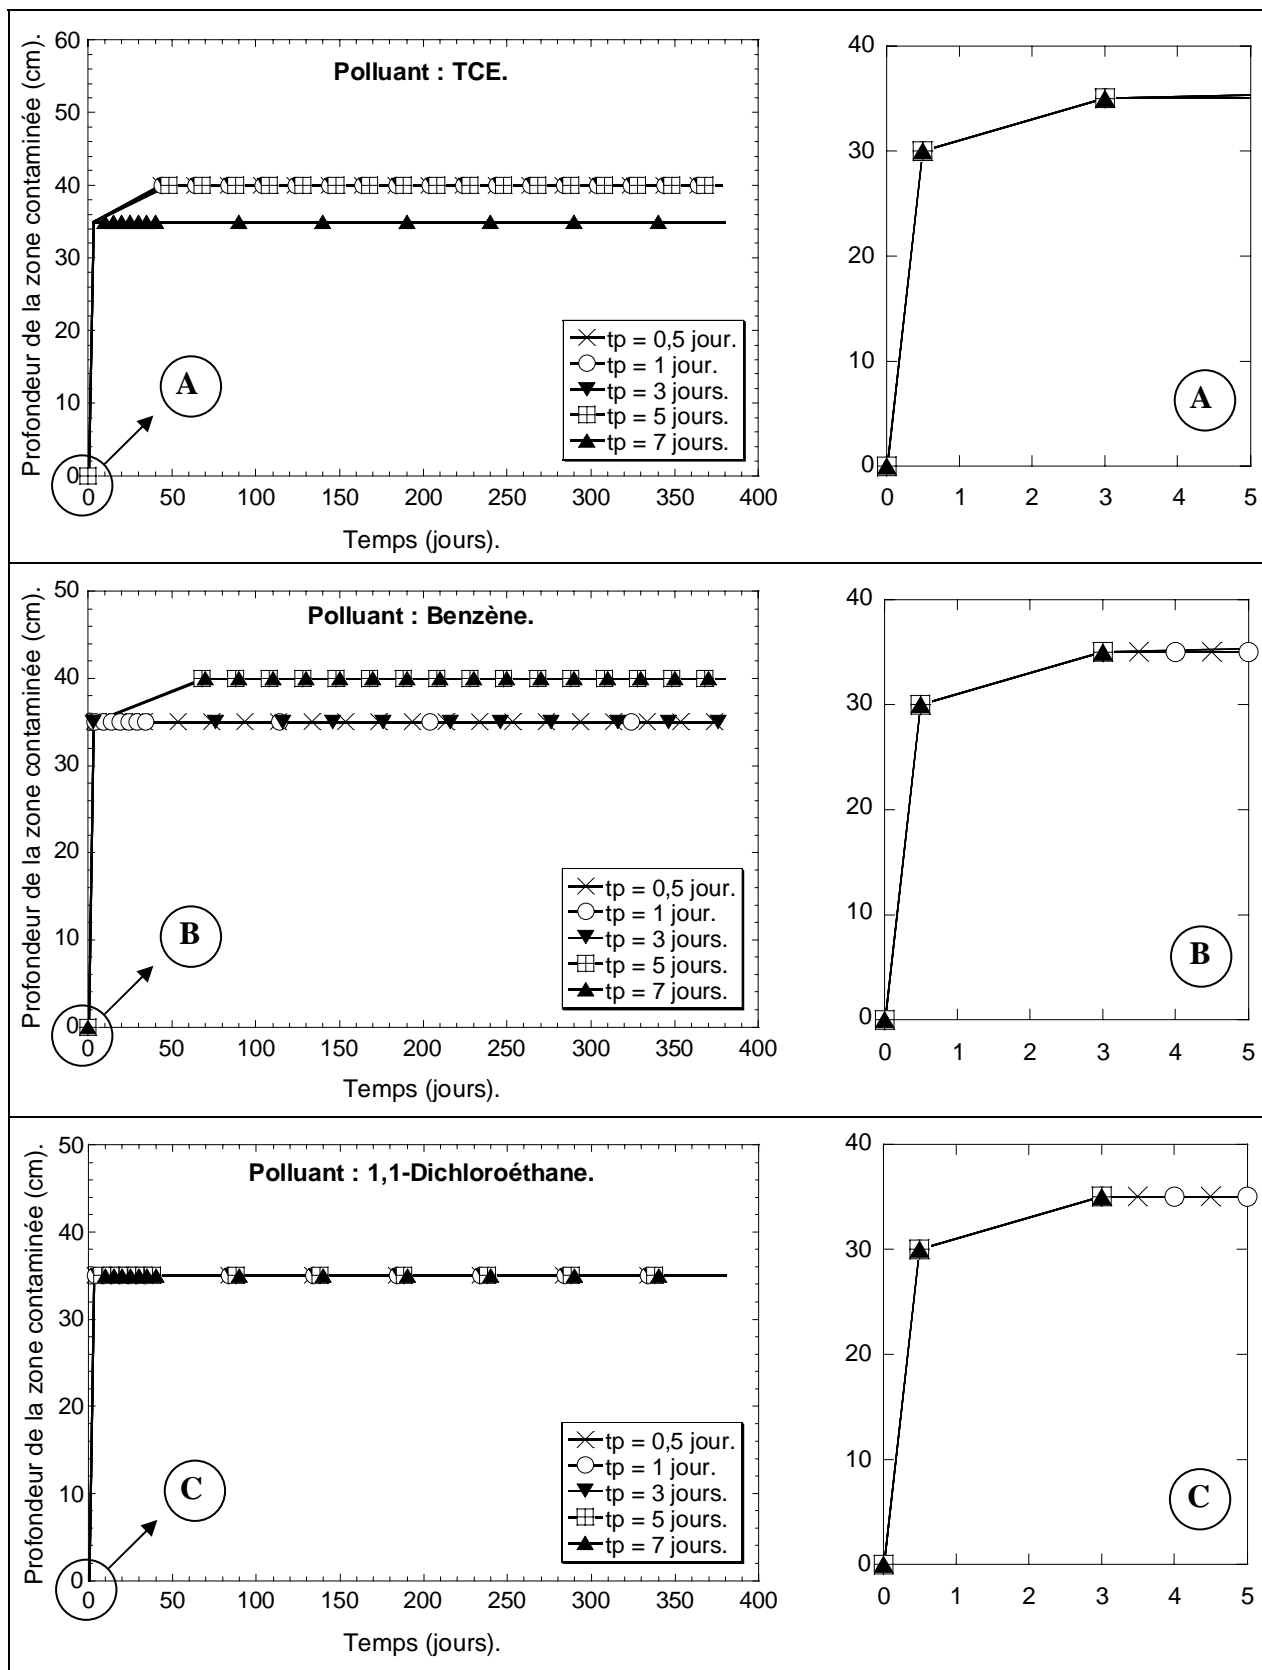 Profondeur de la zone contaminée (cm).
60
50
40
30
20
10
0
Polluant : TCE.
tp = 0,5 jour.
tp = 1 jour.
tp = 3 jours.
tp = 5 jours.
tp = 7 jours.
A
0 50 100 150 200 250 300 350 400
Temps (jours).
40
30
20
10
0
A
0 1 2 3 4 5
Profondeur de la zone contaminée (cm).
50
40
30
20
10
0
Polluant : Benzène.
tp = 0,5 jour.
tp = 1 jour.
tp = 3 jours.
tp = 5 jours.
tp = 7 jours.
B
0 50 100 150 200 250 300 350 400
Temps (jours).
40
30
20
10
0
B
0 1 2 3 4 5
Profondeur de la zone contaminée (cm).
50
40
30
20
10
0
Polluant : 1,1-Dichloroéthane.
tp = 0,5 jour.
tp = 1 jour.
tp = 3 jours.
tp = 5 jours.
tp = 7 jours.
C
0 50 100 150 200 250 300 350 400
Temps (jours).
40
30
20
10
0
C
0 1 2 3 4 5